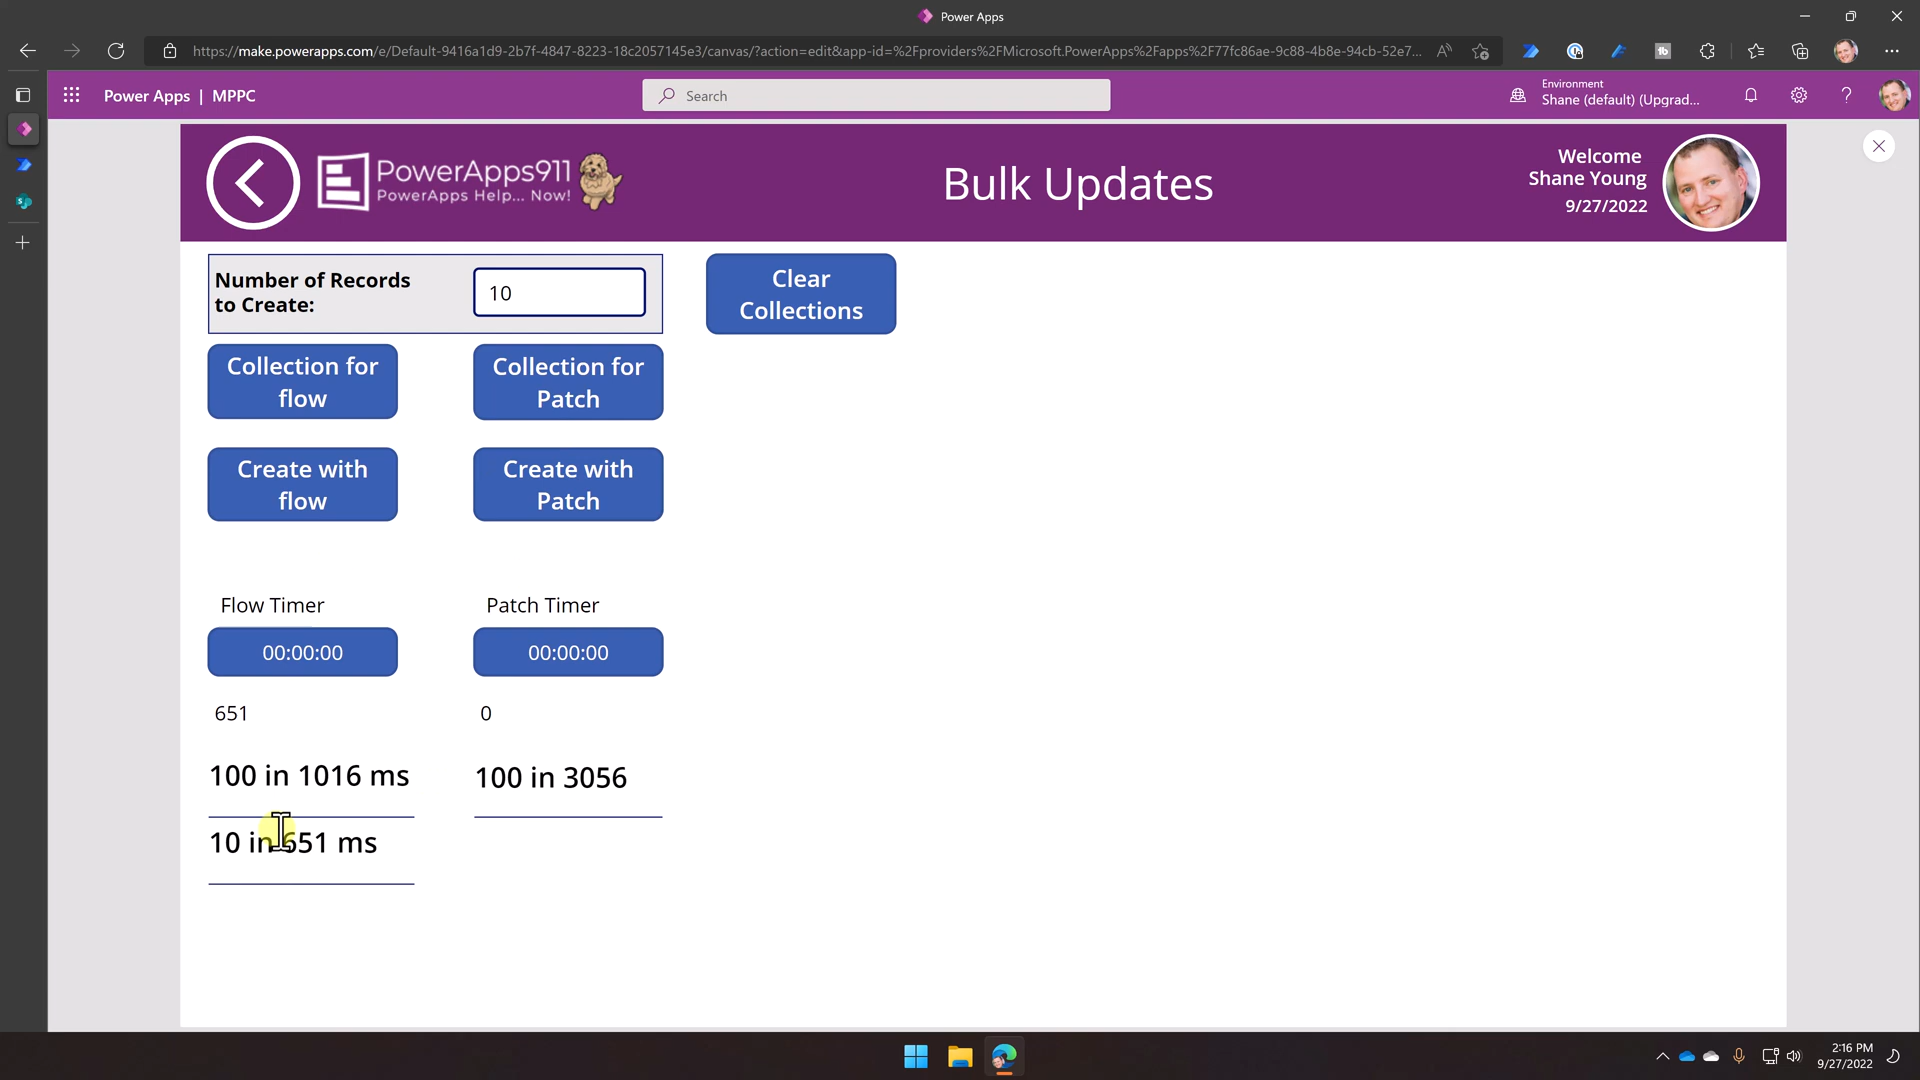 Power Apps
https://make.powerapps.com/e/Default-9416a1d9-2b7f-4847-8223-18c2057145e3/canvas/?action=edit&app-id=%2Fproviders%2FMicrosoft.PowerApps%2Fapps%2F77fc86ae-9c88-4b8e-94cb-52e7...
Power Apps | MPPC
Search
Environment
Shane (default) (Upgrad...
PowerApps911
PowerApps Help... Now!
Bulk Updates
Welcome
Shane Young
9/27/2022
Number of Records
to Create:
10
Clear
Collections
Collection for
flow
Collection for
Patch
Create with
flow
Create with
Patch
Flow Timer
Patch Timer
00:00:00
00:00:00
651
0
100 in 1016 ms
100 in 3056
10 in 651 ms
2:16 PM
9/27/2022